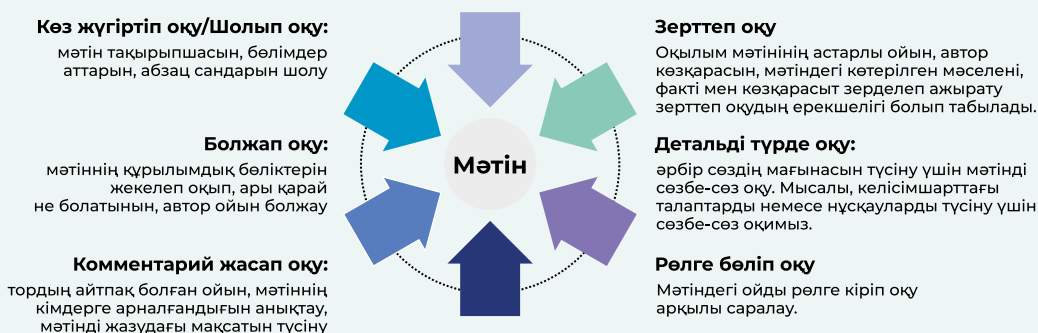 Көз жүгіртіп оқу/Шолып оқу:
мәтін тақырыпшасын, бөлімдер
аттарын, абзац сандарын шолу
Болжап оқу:
мәтіннің құрылымдық бөліктерін
жекелеп оқып, ары қарай
не болатынын, автор ойын болжау
Комментарий жасап оқу:
тордың айтпақ болған ойын, мәтіннің
кімдерге арналғандығын анықтау,
мәтінді жазудағы мақсатын түсіну
Мәтін
Зерттеп оқу
Оқылым мәтінінің астарлы ойын, автор
көзқарасын, мәтіндегі көтерілген мәселені,
факті мен көзқарасыт зерделеп ажырату
зерттеп оқудың ерекшелігі болып табылады.
Детальді түрде оқу:
әрбір сөздің мағынасын түсіну үшін мәтінді
сөзбе-сөз оқу. Мысалы, келісімшарттағы
талаптарды немесе нұсқауларды түсіну үшін
сөзбе-сөз оқимыз.
Рөлге бөліп оқу
Мәтіндегі ойды рөлге кіріп оқу
арқылы саралау.